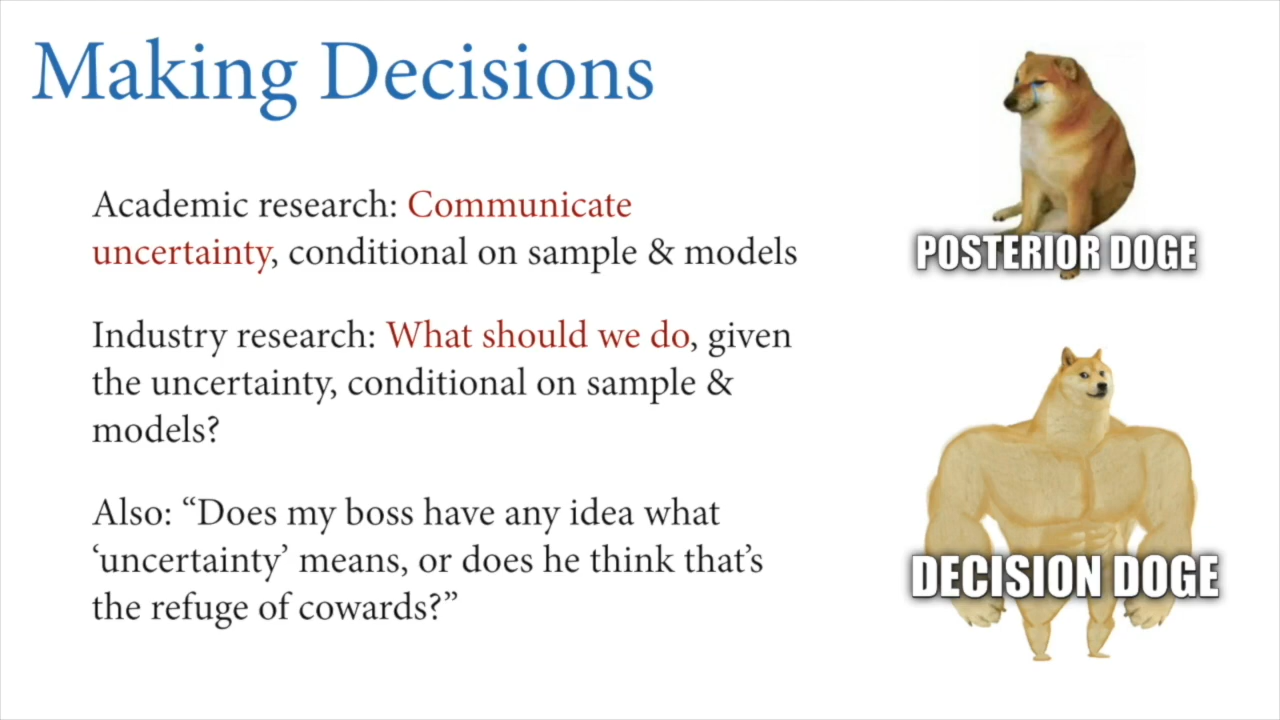 Making Decisions
Academic research: Communicate
uncertainty, conditional on sample & models
Industry research: What should we do, given
the uncertainty, conditional on sample &
models?
Also: “Does my boss have any idea what
‘uncertainty’ means, or does he think that’s
the refuge of cowards?”
POSTERIOR DOGE
DECISION DOGE